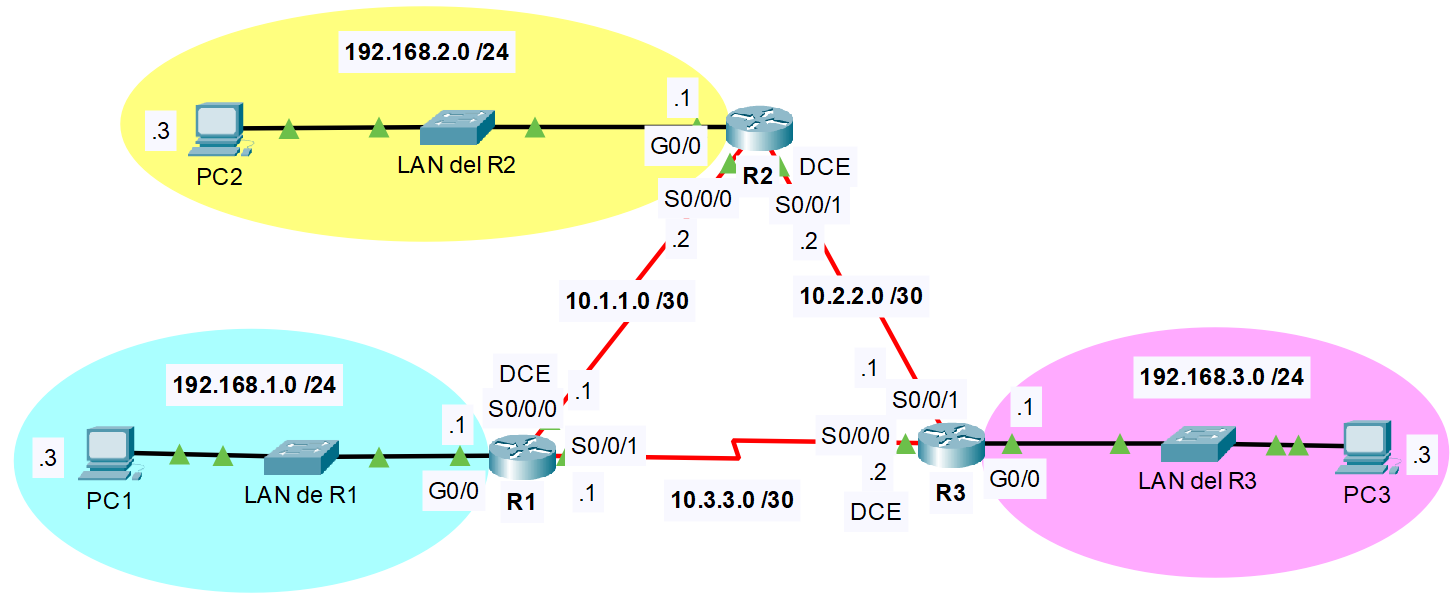 192.168.2.0 /24
.1
.3
G0/0
LAN del R2
PC2
R2
DCE
S0/0/0
S0/0/1
.2
.2
10.1.1.0 /30
10.2.2.0 /30
192.168.1.0 /24
DCE
.1
S0/0/0
.1
.1
S0/0/1
192.168.3.0 /24
.1
S0/0/1
.3
G0/0
LAN de R1
PC1
R1
.1
10.3.3.0 /30
S0/0/0
.2
DCE
R3
G0/0
LAN del R3
PC3
.3